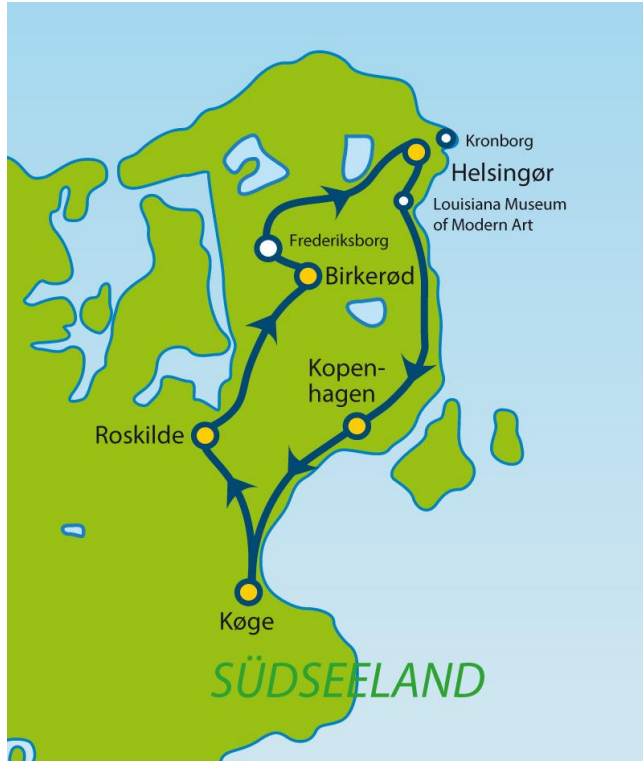 Kronborg
Helsingør
Louisiana Museum
of Modern Art
Frederiksborg
Birkerød
Kopen-
hagen
Roskilde
Køge
SÜDSEELAND